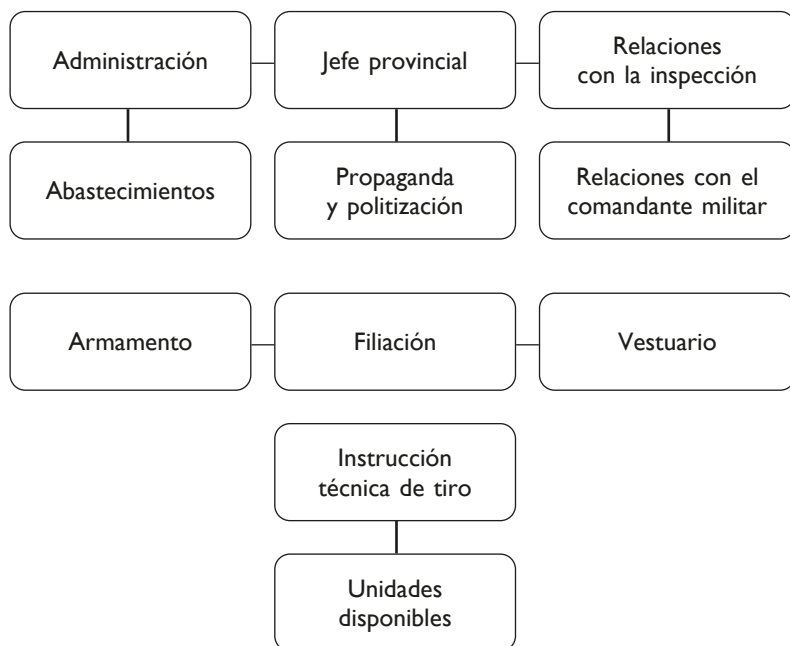 Administración
Jefe provincial
Relaciones
con la inspección
Abastecimientos
Propaganda
y politización
Relaciones con el
comandante militar
Armamento
Filiación
Vestuario
Instrucción
técnica de tiro
Unidades
disponibles